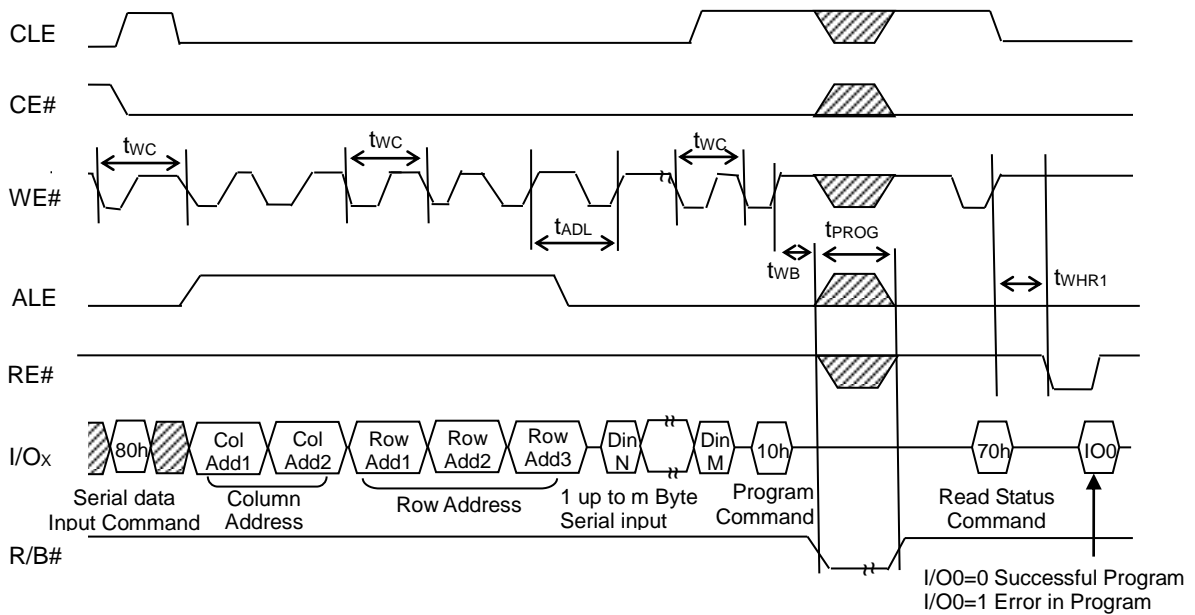 CLE
CE#
tWC
tWC
tWC
WE#
tADL
tPROG
tWB
tWHR1
ALE
RE#
I/OX
80h
Col Add1
Col Add2
Row Add1
Row Add2
Row Add3
Din N
Din M
10h
70h
IO0
Serial data
Input Command
Column
Address
Row Address
1 up to m Byte
Serial input
Program
Command
Read Status
Command
R/B#
I/O0=0 Successful Program
I/O0=1 Error in Program